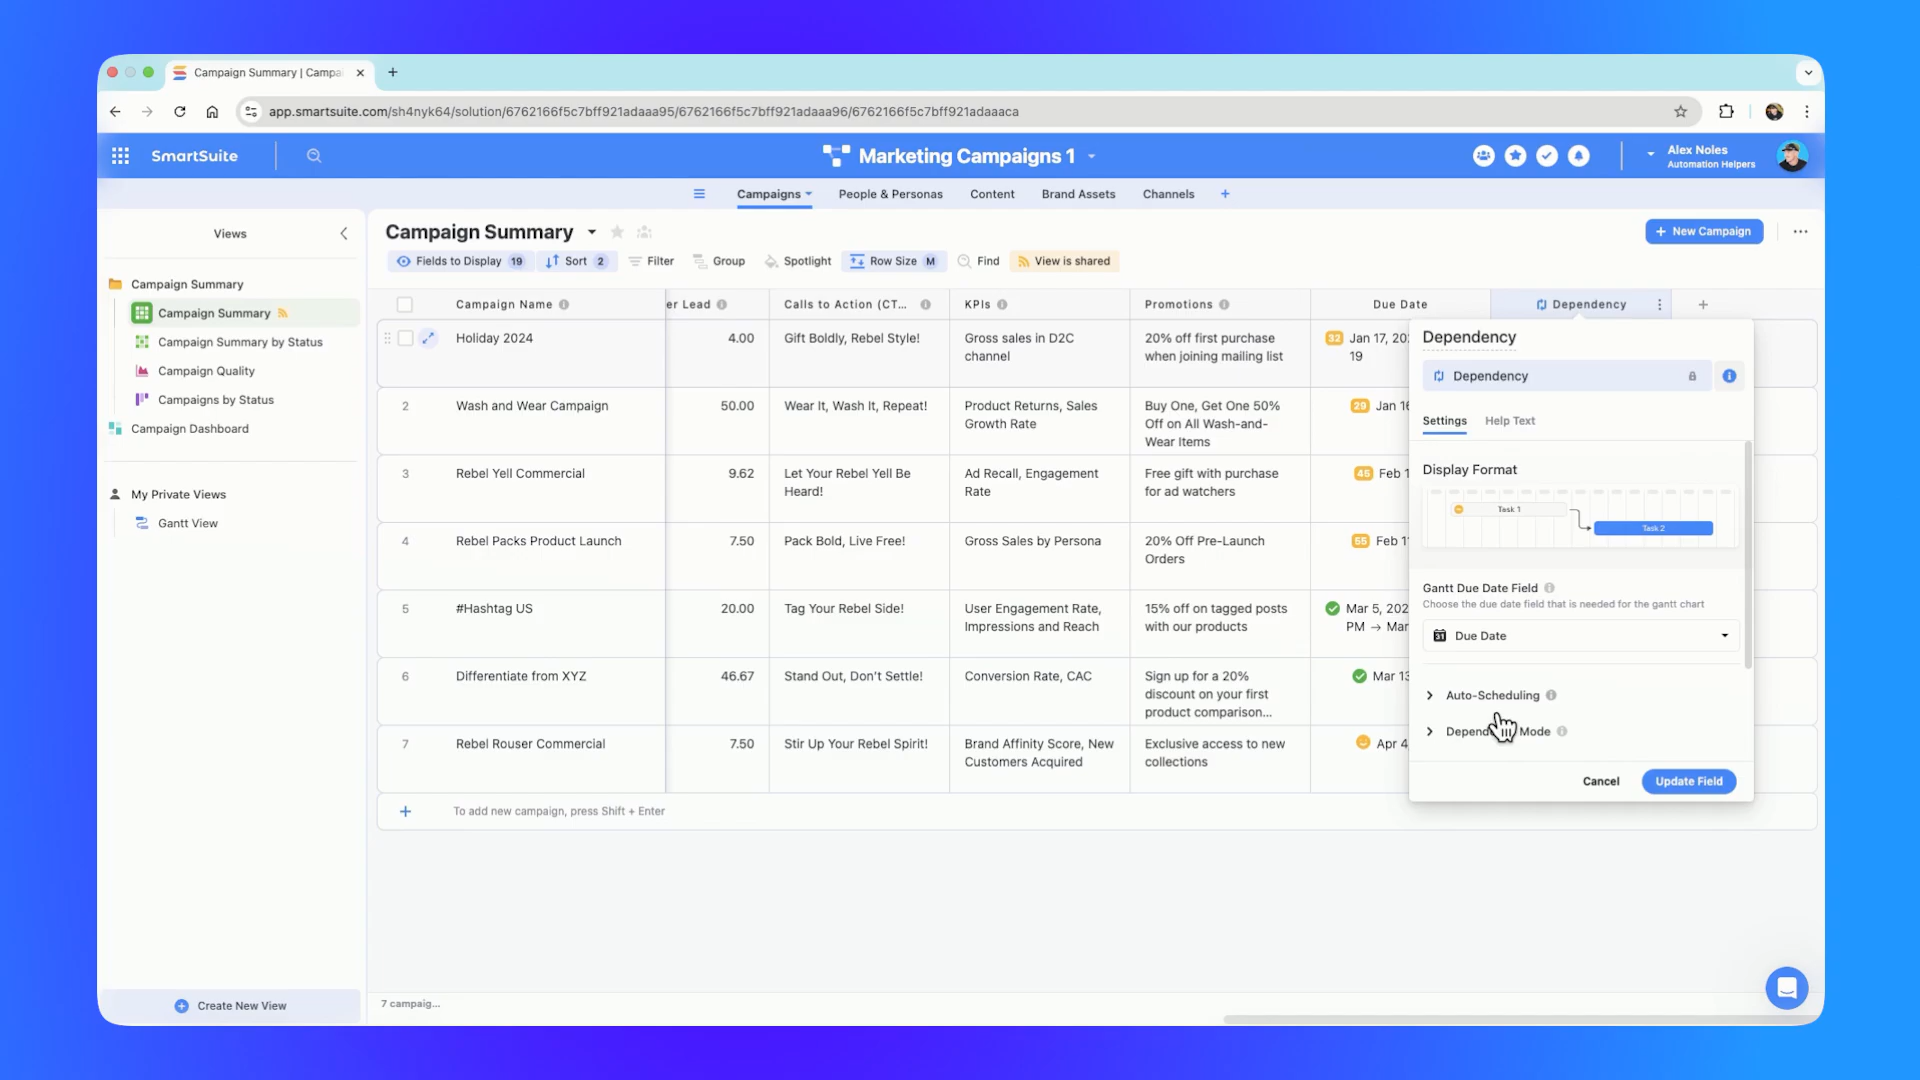 Campaign Summary | Campa
app.smartsuite.com/sh4nyk64/solution/6762166f5c7bff921adaaa95/6762166f5c7bff921adaaa96/6762166f5c7bff921adaaaca
SmartSuite
Marketing Campaigns 1
Alex Noles
Automation Helpers
Campaigns
People & Personas
Content
Brand Assets
Channels
Views
Campaign Summary
Campaign Summary
Campaign Summary by Status
Campaign Quality
Campaigns by Status
Campaign Dashboard
My Private Views
Gantt View
Create New View
Campaign Summary
New Campaign
Fields to Display 19
Sort 2
Filter
Group
Spotlight
Row Size M
Find
View is shared
Campaign Name
er Lead
Calls to Action (CT...
KPIs
Promotions
Due Date
Dependency
Holiday 2024
4.00
Gift Boldly, Rebel Style!
Gross sales in D2C
channel
20% off first purchase
when joining mailing list
32 Jan 17, 20
19
2
Wash and Wear Campaign
50.00
Wear It, Wash It, Repeat!
Product Returns, Sales
Growth Rate
Buy One, Get One 50%
Off on All Wash-and-
Wear Items
29 Jan 16
3
Rebel Yell Commercial
9.62
Let Your Rebel Yell Be
Heard!
Ad Recall, Engagement
Rate
Free gift with purchase
for ad watchers
45 Feb 1
4
Rebel Packs Product Launch
7.50
Pack Bold, Live Free!
Gross Sales by Persona
20% Off Pre-Launch
Orders
55 Feb 1
5
#Hashtag US
20.00
Tag Your Rebel Side!
User Engagement Rate,
Impressions and Reach
15% off on tagged posts
with our products
Mar 5, 202
PM → Mar
6
Differentiate from XYZ
46.67
Stand Out, Don't Settle!
Conversion Rate, CAC
Sign up for a 20%
discount on your first
product comparison...
Mar 13
7
Rebel Rouser Commercial
7.50
Stir Up Your Rebel Spirit!
Brand Affinity Score, New
Customers Acquired
Exclusive access to new
collections
Apr 4
To add new campaign, press Shift + Enter
7 campaig...
Dependency
Dependency
Settings
Help Text
Display Format
Task 1
Task 2
Gantt Due Date Field
Choose the due date field that is needed for the gantt chart
31 Due Date
Auto-Scheduling
Depend Mode
Cancel
Update Field